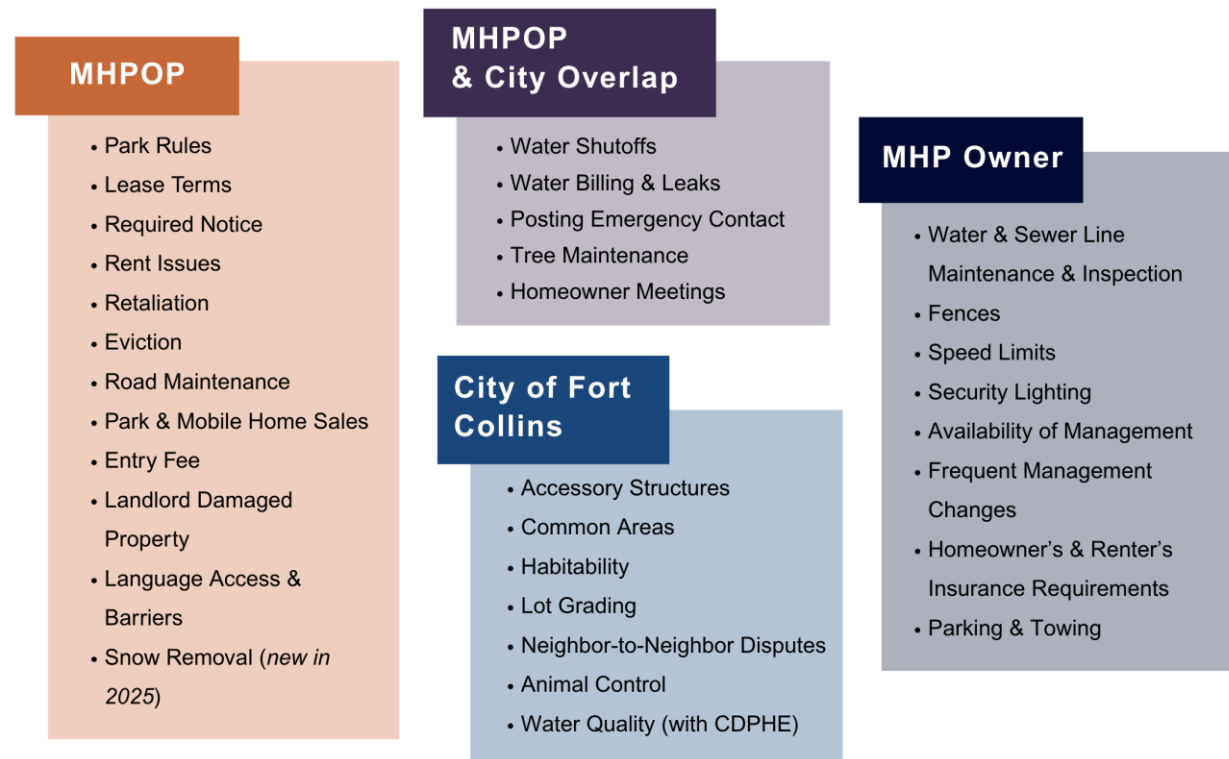 MHPOP
• Park Rules
• Lease Terms
• Required Notice
• Rent Issues
• Retaliation
• Eviction
• Road Maintenance
• Park & Mobile Home Sales
• Entry Fee
• Landlord Damaged
Property
• Language Access &
Barriers
• Snow Removal (new in
2025)
MHPOP
& City Overlap
• Water Shutoffs
• Water Billing & Leaks
• Posting Emergency Contact
• Tree Maintenance
• Homeowner Meetings
City of Fort
Collins
• Accessory Structures
• Common Areas
• Habitability
• Lot Grading
• Neighbor-to-Neighbor Disputes
• Animal Control
• Water Quality (with CDPHE)
MHP Owner
• Water & Sewer Line
Maintenance & Inspection
• Fences
• Speed Limits
• Security Lighting
• Availability of Management
• Frequent Management
Changes
• Homeowner’s & Renter’s
Insurance Requirements
• Parking & Towing